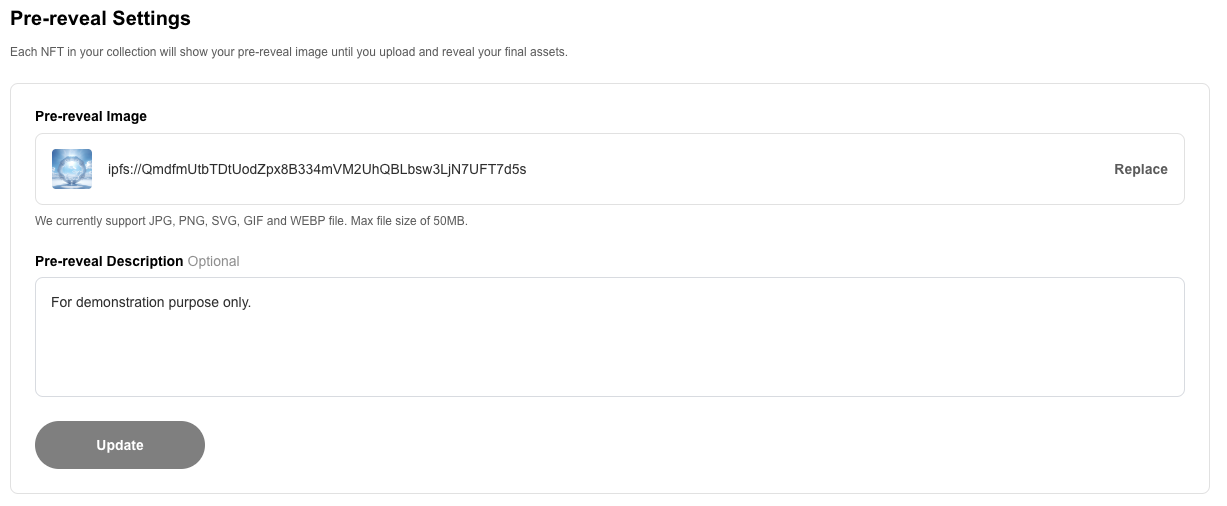 Pre-reveal Settings
Each NFT in your collection will show your pre-reveal image until you upload and reveal your final assets.
Pre-reveal Image
ipfs://QmdfmUtbTDtUodZpx8B334mVM2UhQBLbsw3LjN7UFT7d5s
Replace
We currently support JPG, PNG, SVG, GIF and WEBP file. Max file size of 50MB.
Pre-reveal Description Optional
For demonstration purpose only.
Update